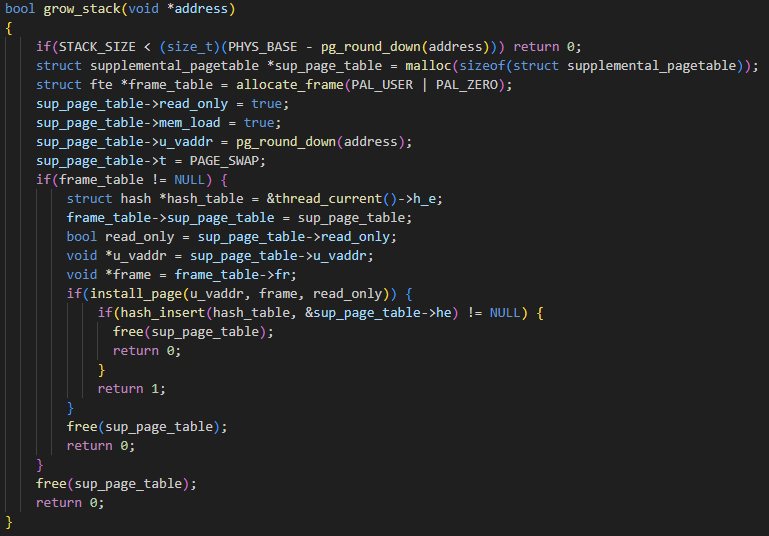 bool grow_stack(void *address)
{
    if(STACK_SIZE < (size_t)(PHYS_BASE - pg_round_down(address))) return 0;
    struct supplemental_pagetable *sup_page_table = malloc(sizeof(struct supplemental_pagetable));
    struct fte *frame_table = allocate_frame(PAL_USER | PAL_ZERO);
    sup_page_table->read_only = true;
    sup_page_table->mem_load = true;
    sup_page_table->u_vaddr = pg_round_down(address);
    sup_page_table->t = PAGE_SWAP;
    if(frame_table != NULL) {
        struct hash *hash_table = &thread_current()->h_e;
        frame_table->sup_page_table = sup_page_table;
        bool read_only = sup_page_table->read_only;
        void *u_vaddr = sup_page_table->u_vaddr;
        void *frame = frame_table->fr;
        if(install_page(u_vaddr, frame, read_only)) {
            if(hash_insert(hash_table, &sup_page_table->he) != NULL) {
              free(sup_page_table);
              return 0;
            }
            return 1;
        }
        free(sup_page_table);
        return 0;
    }
    free(sup_page_table);
    return 0;
}